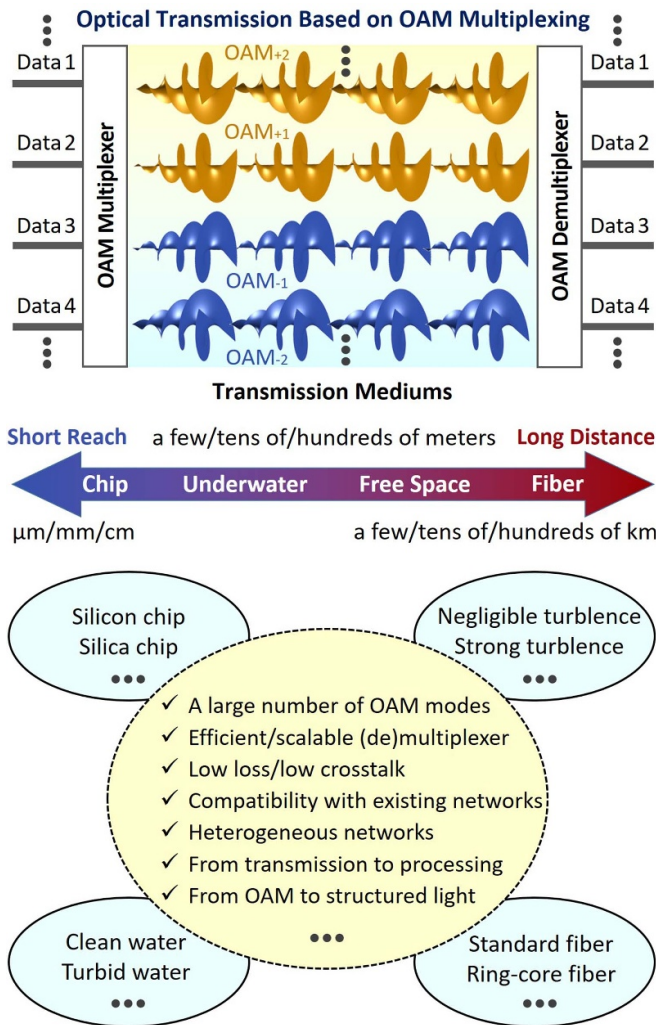 Optical Transmission Based on OAM Multiplexing
Data 1
Data 2
Data 3
Data 4
OAM Multiplexer
OAM+2
OAM+1
OAM-1
OAM-2
OAM Demultiplexer
Data 1
Data 2
Data 3
Data 4
Transmission Mediums
Short Reach
a few/tens of/hundreds of meters
Long Distance
Chip
Underwater
Free Space
Fiber
μm/mm/cm
a few/tens of/hundreds of km
Silicon chip
Silica chip
Negligible turblence
Strong turblence
✓ A large number of OAM modes
✓ Efficient/scalable (de)multiplexer
✓ Low loss/low crosstalk
✓ Compatibility with existing networks
✓ Heterogeneous networks
✓ From transmission to processing
✓ From OAM to structured light
Clean water
Turbid water
Standard fiber
Ring-core fiber